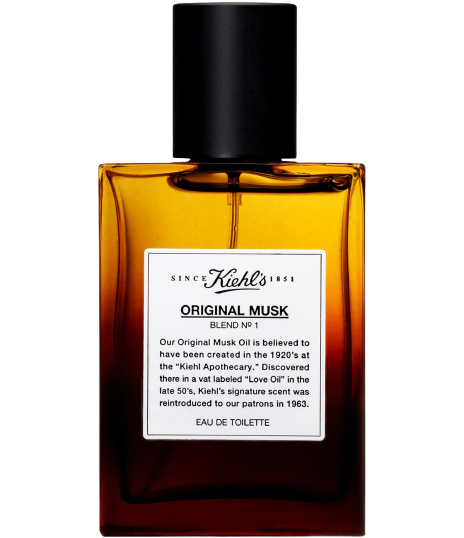 SINCE Kiehl's 1851
ORIGINAL MUSK
BLEND Nº 1
Our Original Musk Oil is believed to
have been created in the 1920's at
the “Kiehl Apothecary.” Discovered
there in a vat labeled “Love Oil” in the
late 50's, Kiehl's signature scent was
reintroduced to our patrons in 1963.
EAU DE TOILETTE